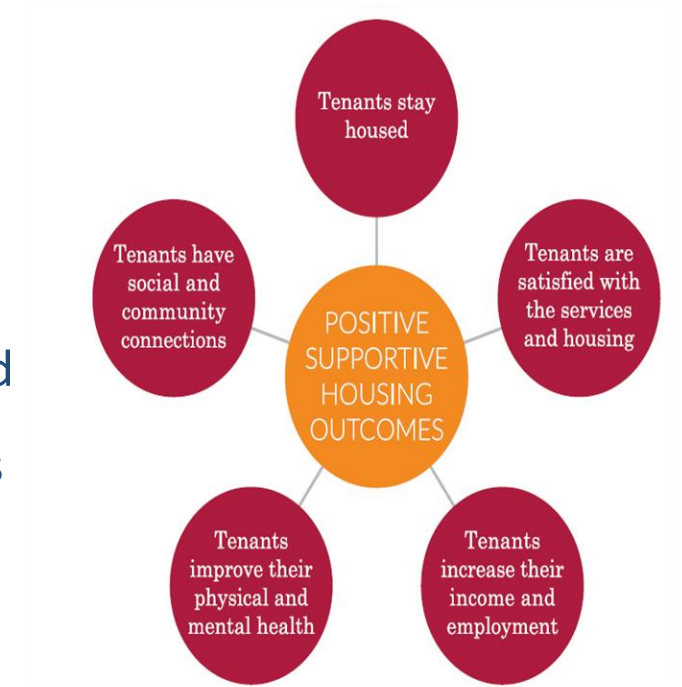 Tenants stay
housed
Tenants have
social and
community
connections
Tenants are
satisfied with
the services
and housing
POSITIVE
SUPPORTIVE
HOUSING
OUTCOMES
d
s
Tenants
improve their
physical and
mental health
Tenants
increase their
income and
employment